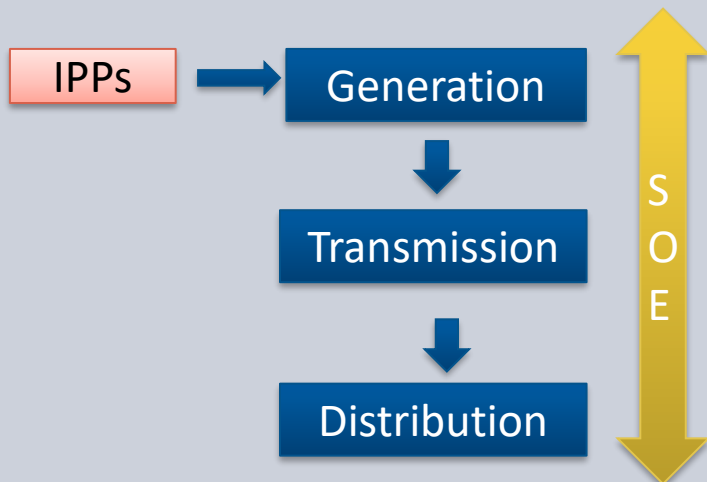 IPPs
Generation
Transmission
Distribution
S
O
E